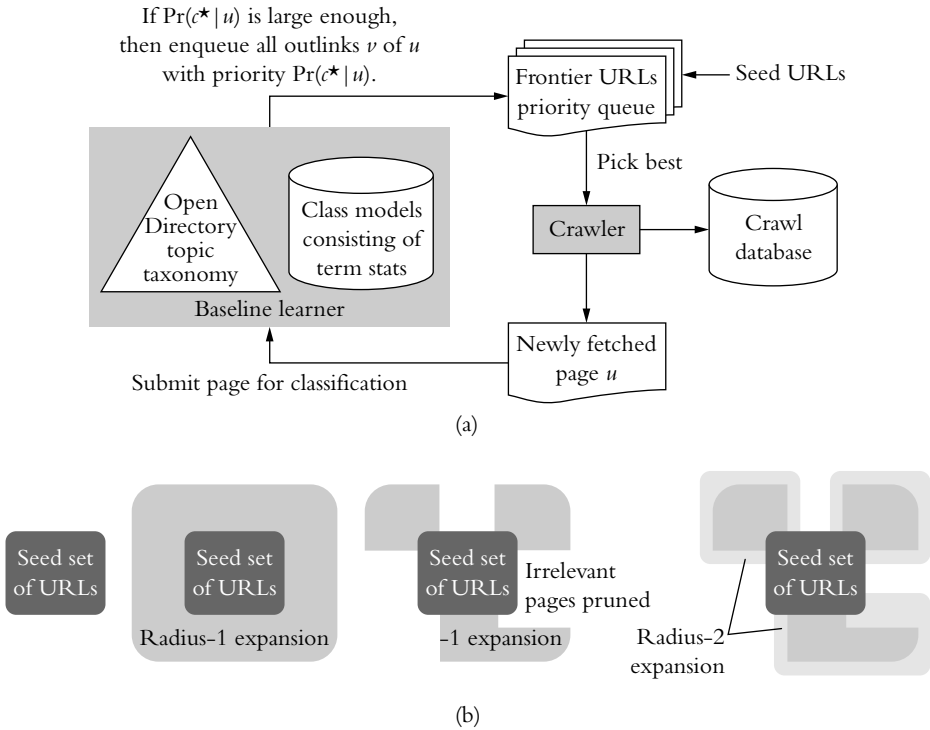 If Pr(c★|u) is large enough,
then enqueue all outlinks v of u
with priority Pr(c★|u).
Frontier URLs
priority queue
Seed URLs
Pick best
Open
Directory
topic
taxonomy
Class models
consisting of
term stats
Baseline learner
Crawler
Crawl
database
Newly fetched
page u
Submit page for classification
(a)
Seed set
of URLs
Seed set
of URLs
Radius-1 expansion
Seed set
of URLs
Irrelevant
pages pruned
-1 expansion
Seed set
of URLs
Radius-2
expansion
(b)